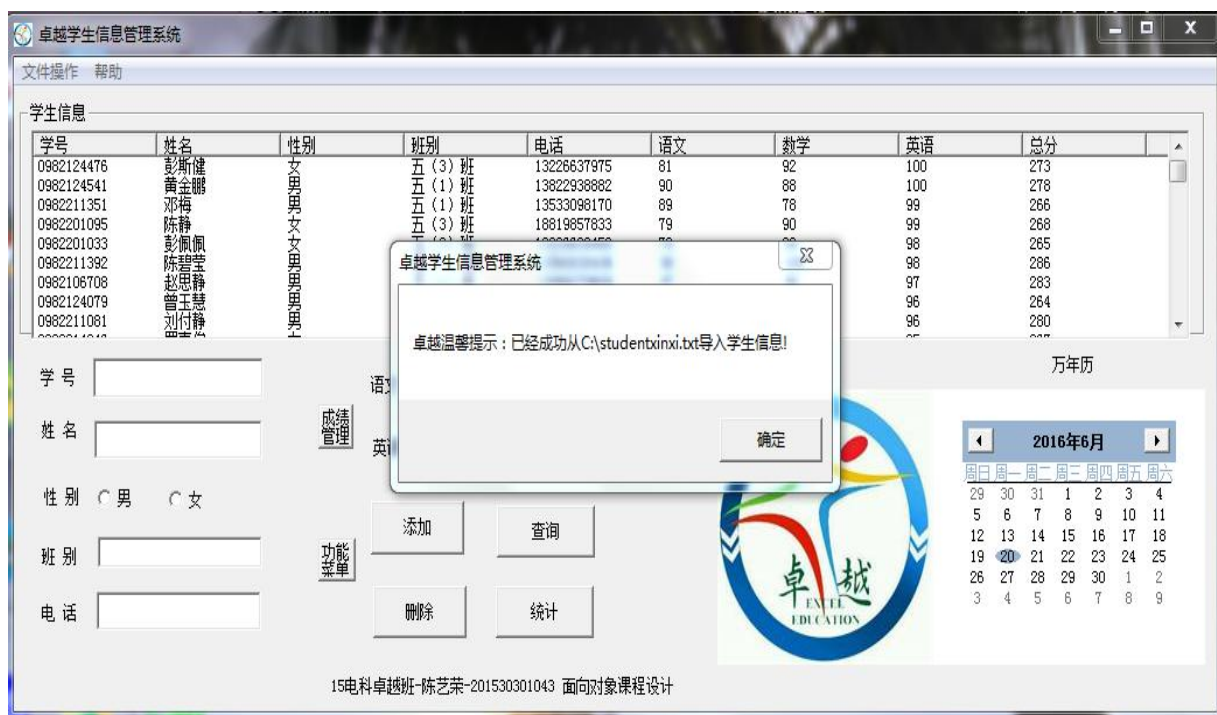 卓越学生信息管理系统
文件操作 帮助
学生信息
学号 姓名 性别 班别 电话 语文 数学 英语 总分
0982124476 彭斯健 女 五（3）班 13226637975 81 92 100 273
0982124541 黄金鹏 男 五（1）班 13822938882 90 88 100 278
0982211351 邓梅 男 五（1）班 13533098170 89 78 99 266
0982201095 陈静 女 五（3）班 18819857833 79 90 99 268
0982201033 彭佩佩 女 98 265
0982211392 陈碧莹 男 98 286
0982106708 赵思静 男 97 283
0982124079 曾玉慧 男 96 264
0982211081 刘付静 男 96 280
卓越学生信息管理系统
卓越温馨提示：已经成功从C:\studentxinxi.txt导入学生信息!
确定
学 号
姓 名
性 别 男 女
班 别
电 话
成绩管理
功能菜单
添加 查询
删除 统计
卓 越
EXCEL
EDUCATION
万年历
2016年6月
周日 周一 周二 周三 周四 周五 周六
29 30 31 1 2 3 4
5 6 7 8 9 10 11
12 13 14 15 16 17 18
19 20 21 22 23 24 25
26 27 28 29 30 1 2
3 4 5 6 7 8 9
15电科卓越班-陈艺荣-201530301043 面向对象课程设计